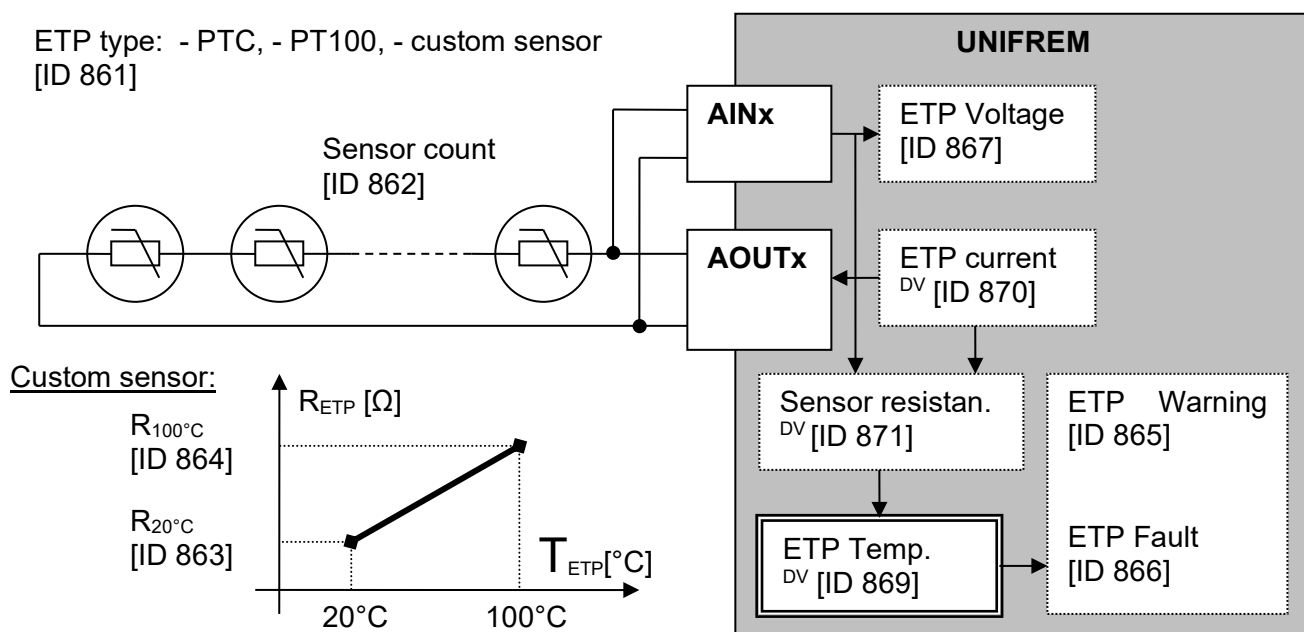 ETP type: - PTC, - PT100, - custom sensor
[ID 861]
UNIFREM
AINx
ETP Voltage
[ID 867]
Sensor count
[ID 862]
AOUTx
ETP current
DV [ID 870]
Custom sensor:
RETP [Ω]
R100°C
[ID 864]
R20°C
[ID 863]
TETP[°C]
20°C
100°C
Sensor resistan.
DV [ID 871]
ETP Warning
[ID 865]
ETP Temp.
DV [ID 869]
ETP Fault
[ID 866]